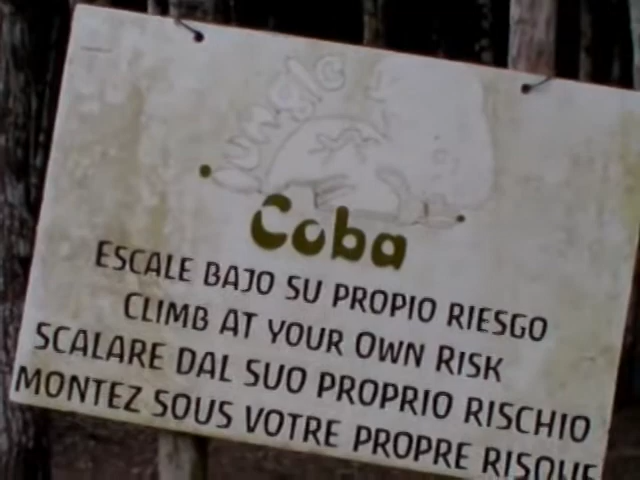 Jungle
Coba
ESCALE BAJO SU PROPIO RIESGO
CLIMB AT YOUR OWN RISK
SCALARE DAL SUO PROPRIO RISCHIO
MONTEZ SOUS VOTRE PROPRE RISQUE